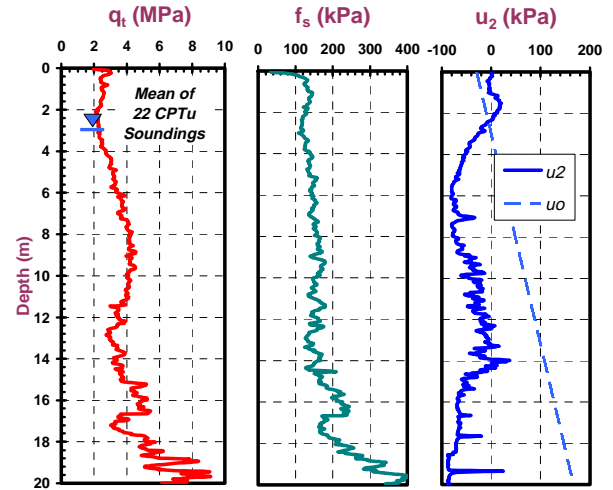 qt (MPa)
fs (kPa)
u2 (kPa)
0 2 4 6 8 10
0 100 200 300 400
-100 0 100 200
0
2
4
6
8
10
12
14
16
18
20
Depth (m)
Mean of
22 CPTu
Soundings
u2
uo